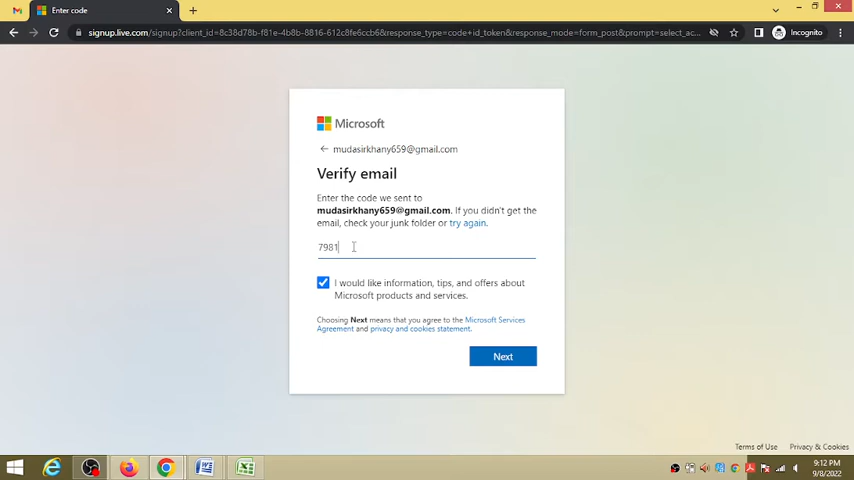 Enter code
signup.live.com/signup?client_id=8c38d78b-f81e-4b8b-8816-612c8fe6ccb6&response_type=code+id_token&response_mode=form_post&prompt=select_ac...
Incognito
Microsoft
mudasirkhany659@gmail.com
Verify email
Enter the code we sent to
mudasirkhany659@gmail.com. If you didn't get the
email, check your junk folder or try again.
7981
I would like information, tips, and offers about
Microsoft products and services.
Choosing Next means that you agree to the Microsoft Services
Agreement and privacy and cookies statement.
Next
Terms of Use
Privacy & Cookies
9:12 PM
9/8/2022